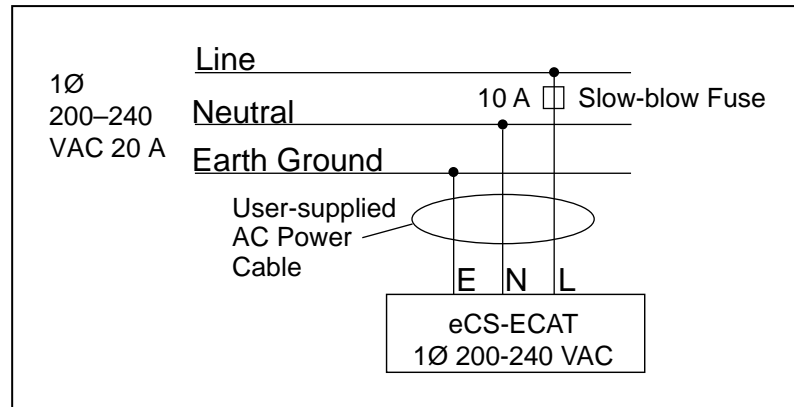 Line
1Ø
200–240
VAC 20 A
10 A
Slow-blow Fuse
Neutral
Earth Ground
User-supplied
AC Power
Cable
E N L
eCS-ECAT
1Ø 200-240 VAC